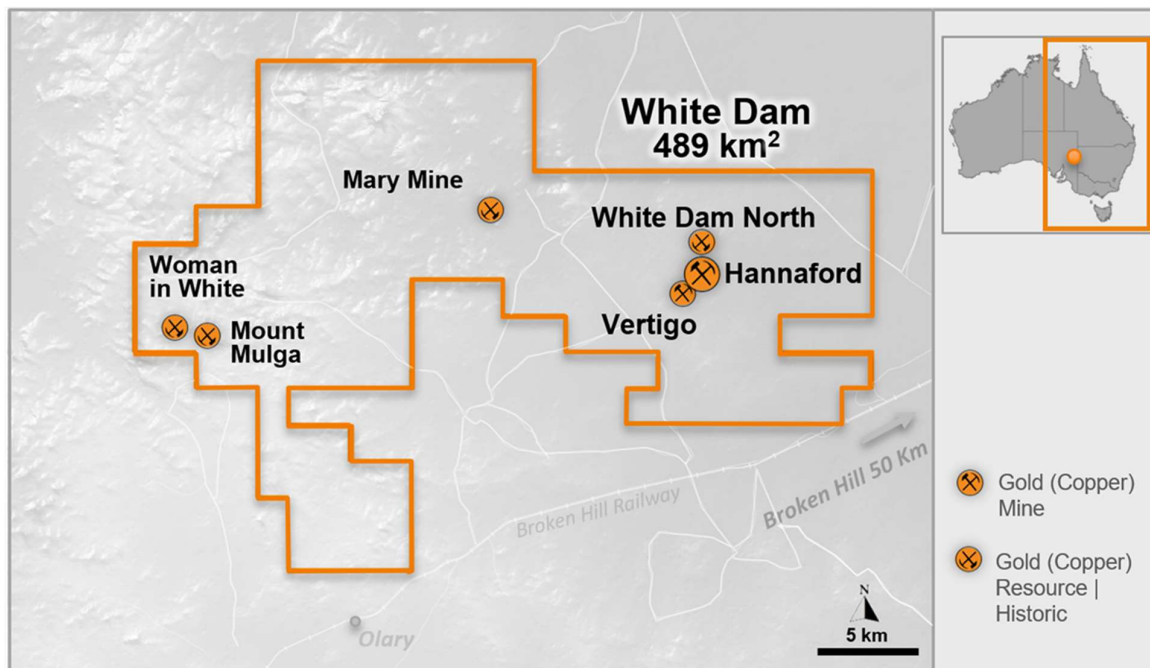 White Dam
489 km²
Mary Mine
White Dam North
Hannaford
Vertigo
Woman
in White
Mount
Mulga
Broken Hill Railway
Broken Hill 50 Km
Olary
N
5 km
Gold (Copper)
Mine
Gold (Copper)
Resource |
Historic